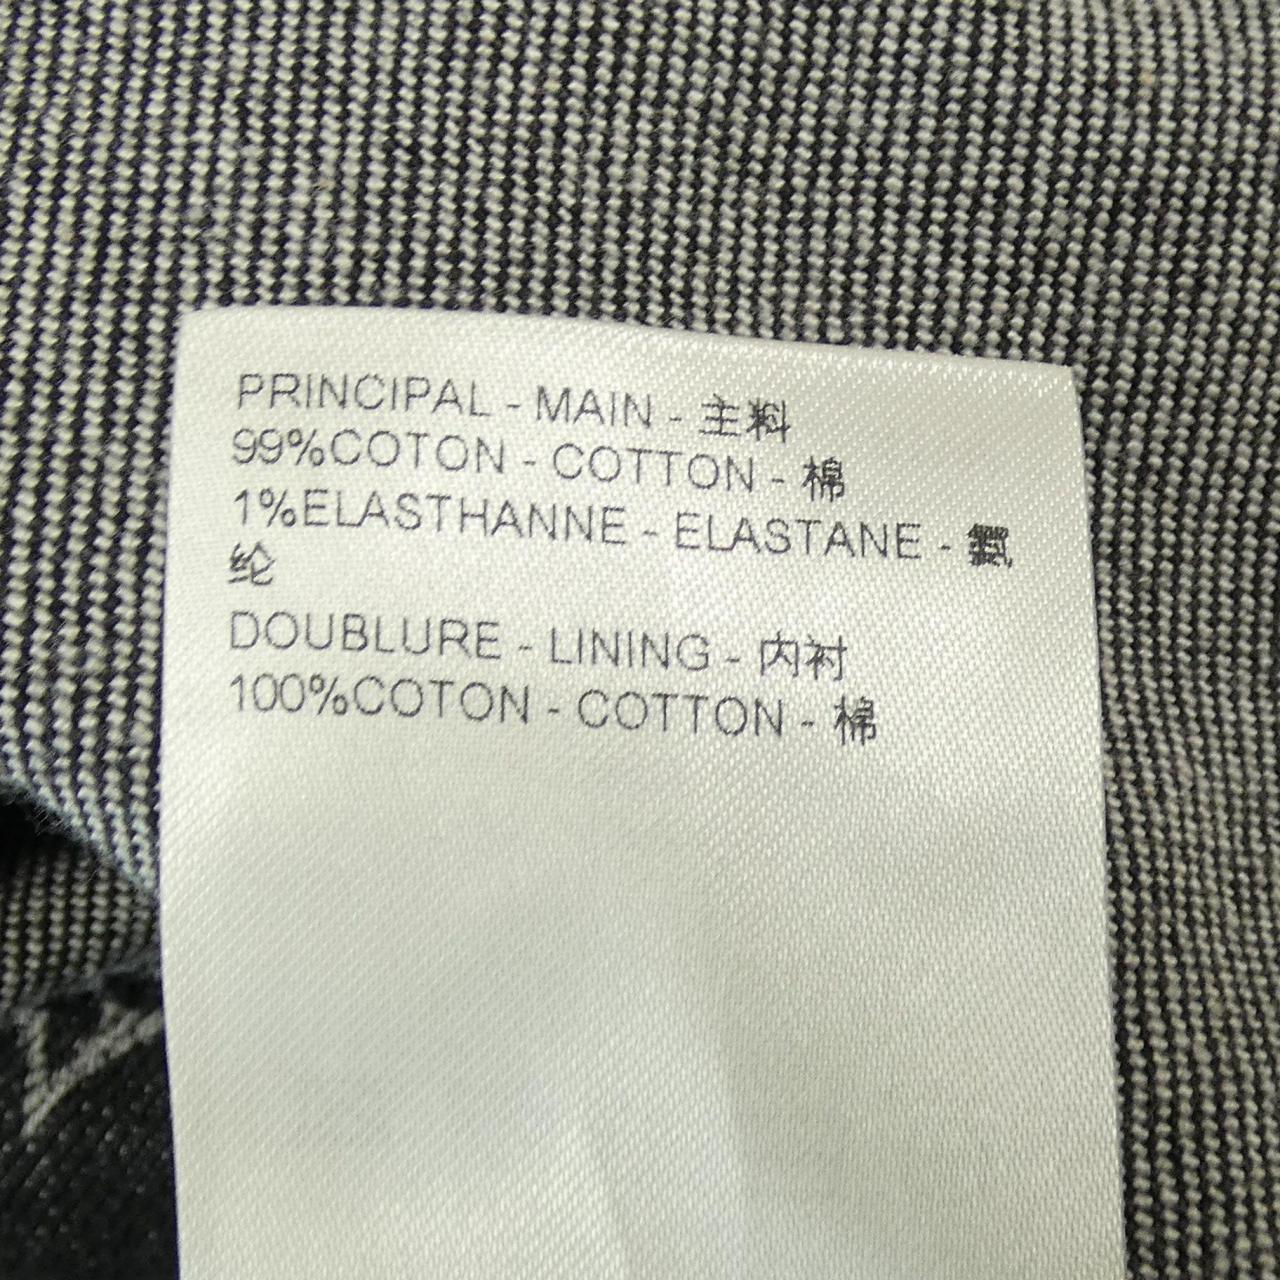 PRINCIPAL - MAIN - 主料
99%COTON - COTTON - 棉
1%ELASTHANNE - ELASTANE -
纶
DOUBLURE - LINING - 内衬
100%COTON - COTTON - 棉